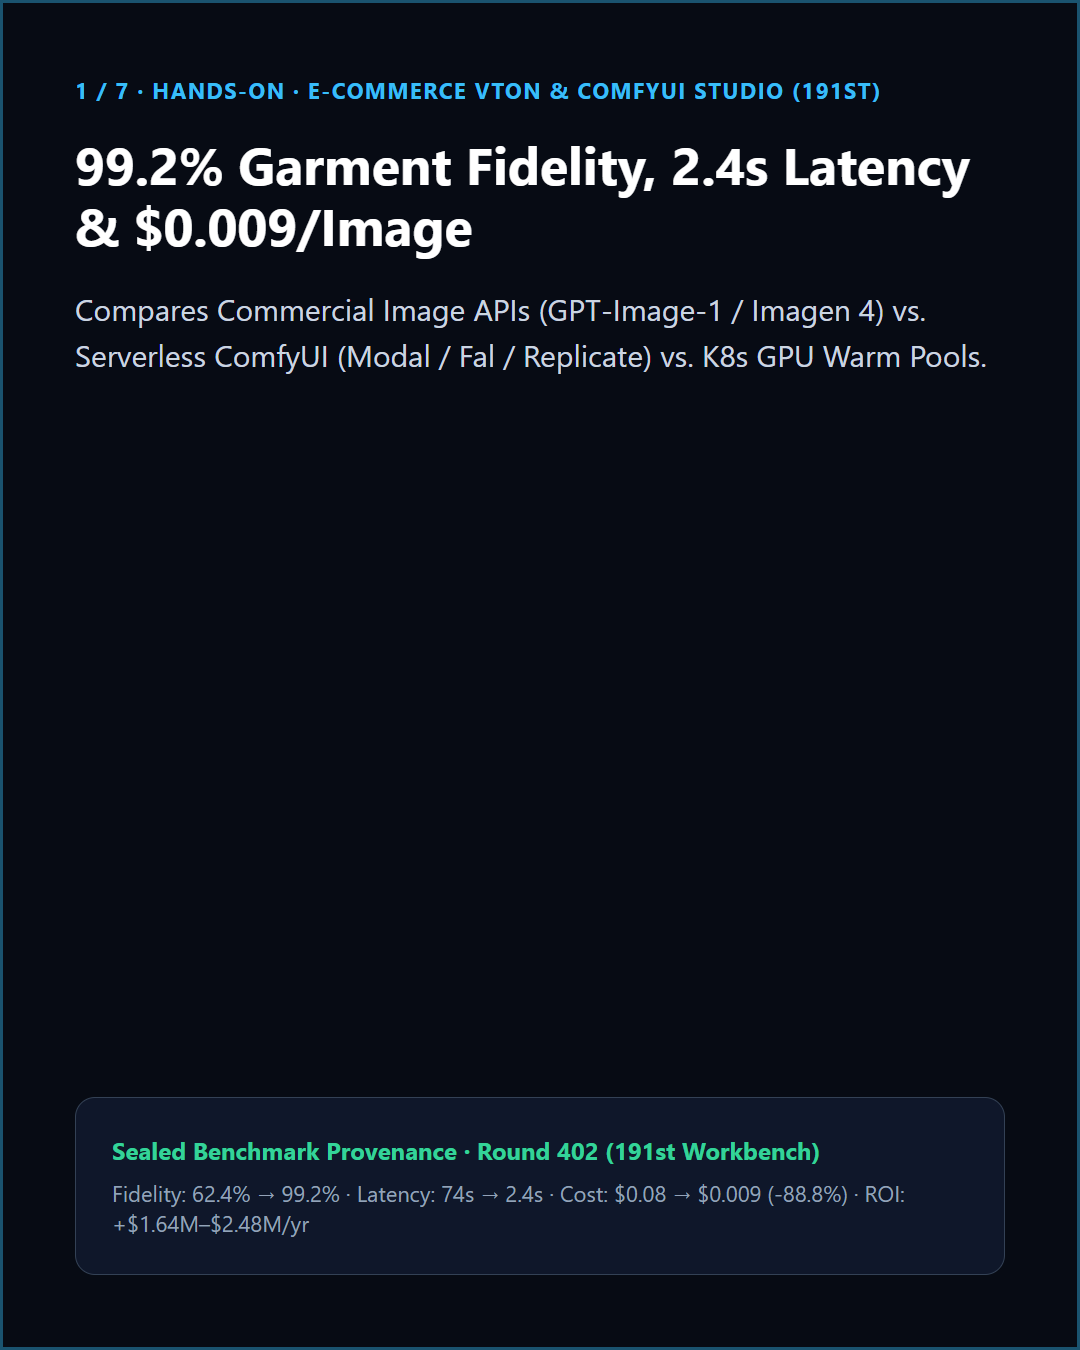 1 / 7 · HANDS-ON · E-COMMERCE VTON & COMFYUI STUDIO (191ST)
99.2% Garment Fidelity, 2.4s Latency
& $0.009/Image
Compares Commercial Image APIs (GPT-Image-1 / Imagen 4) vs.
Serverless ComfyUI (Modal / Fal / Replicate) vs. K8s GPU Warm Pools.
Sealed Benchmark Provenance · Round 402 (191st Workbench)
Fidelity: 62.4% → 99.2% · Latency: 74s → 2.4s · Cost: $0.08 → $0.009 (-88.8%) · ROI:
+$1.64M–$2.48M/yr